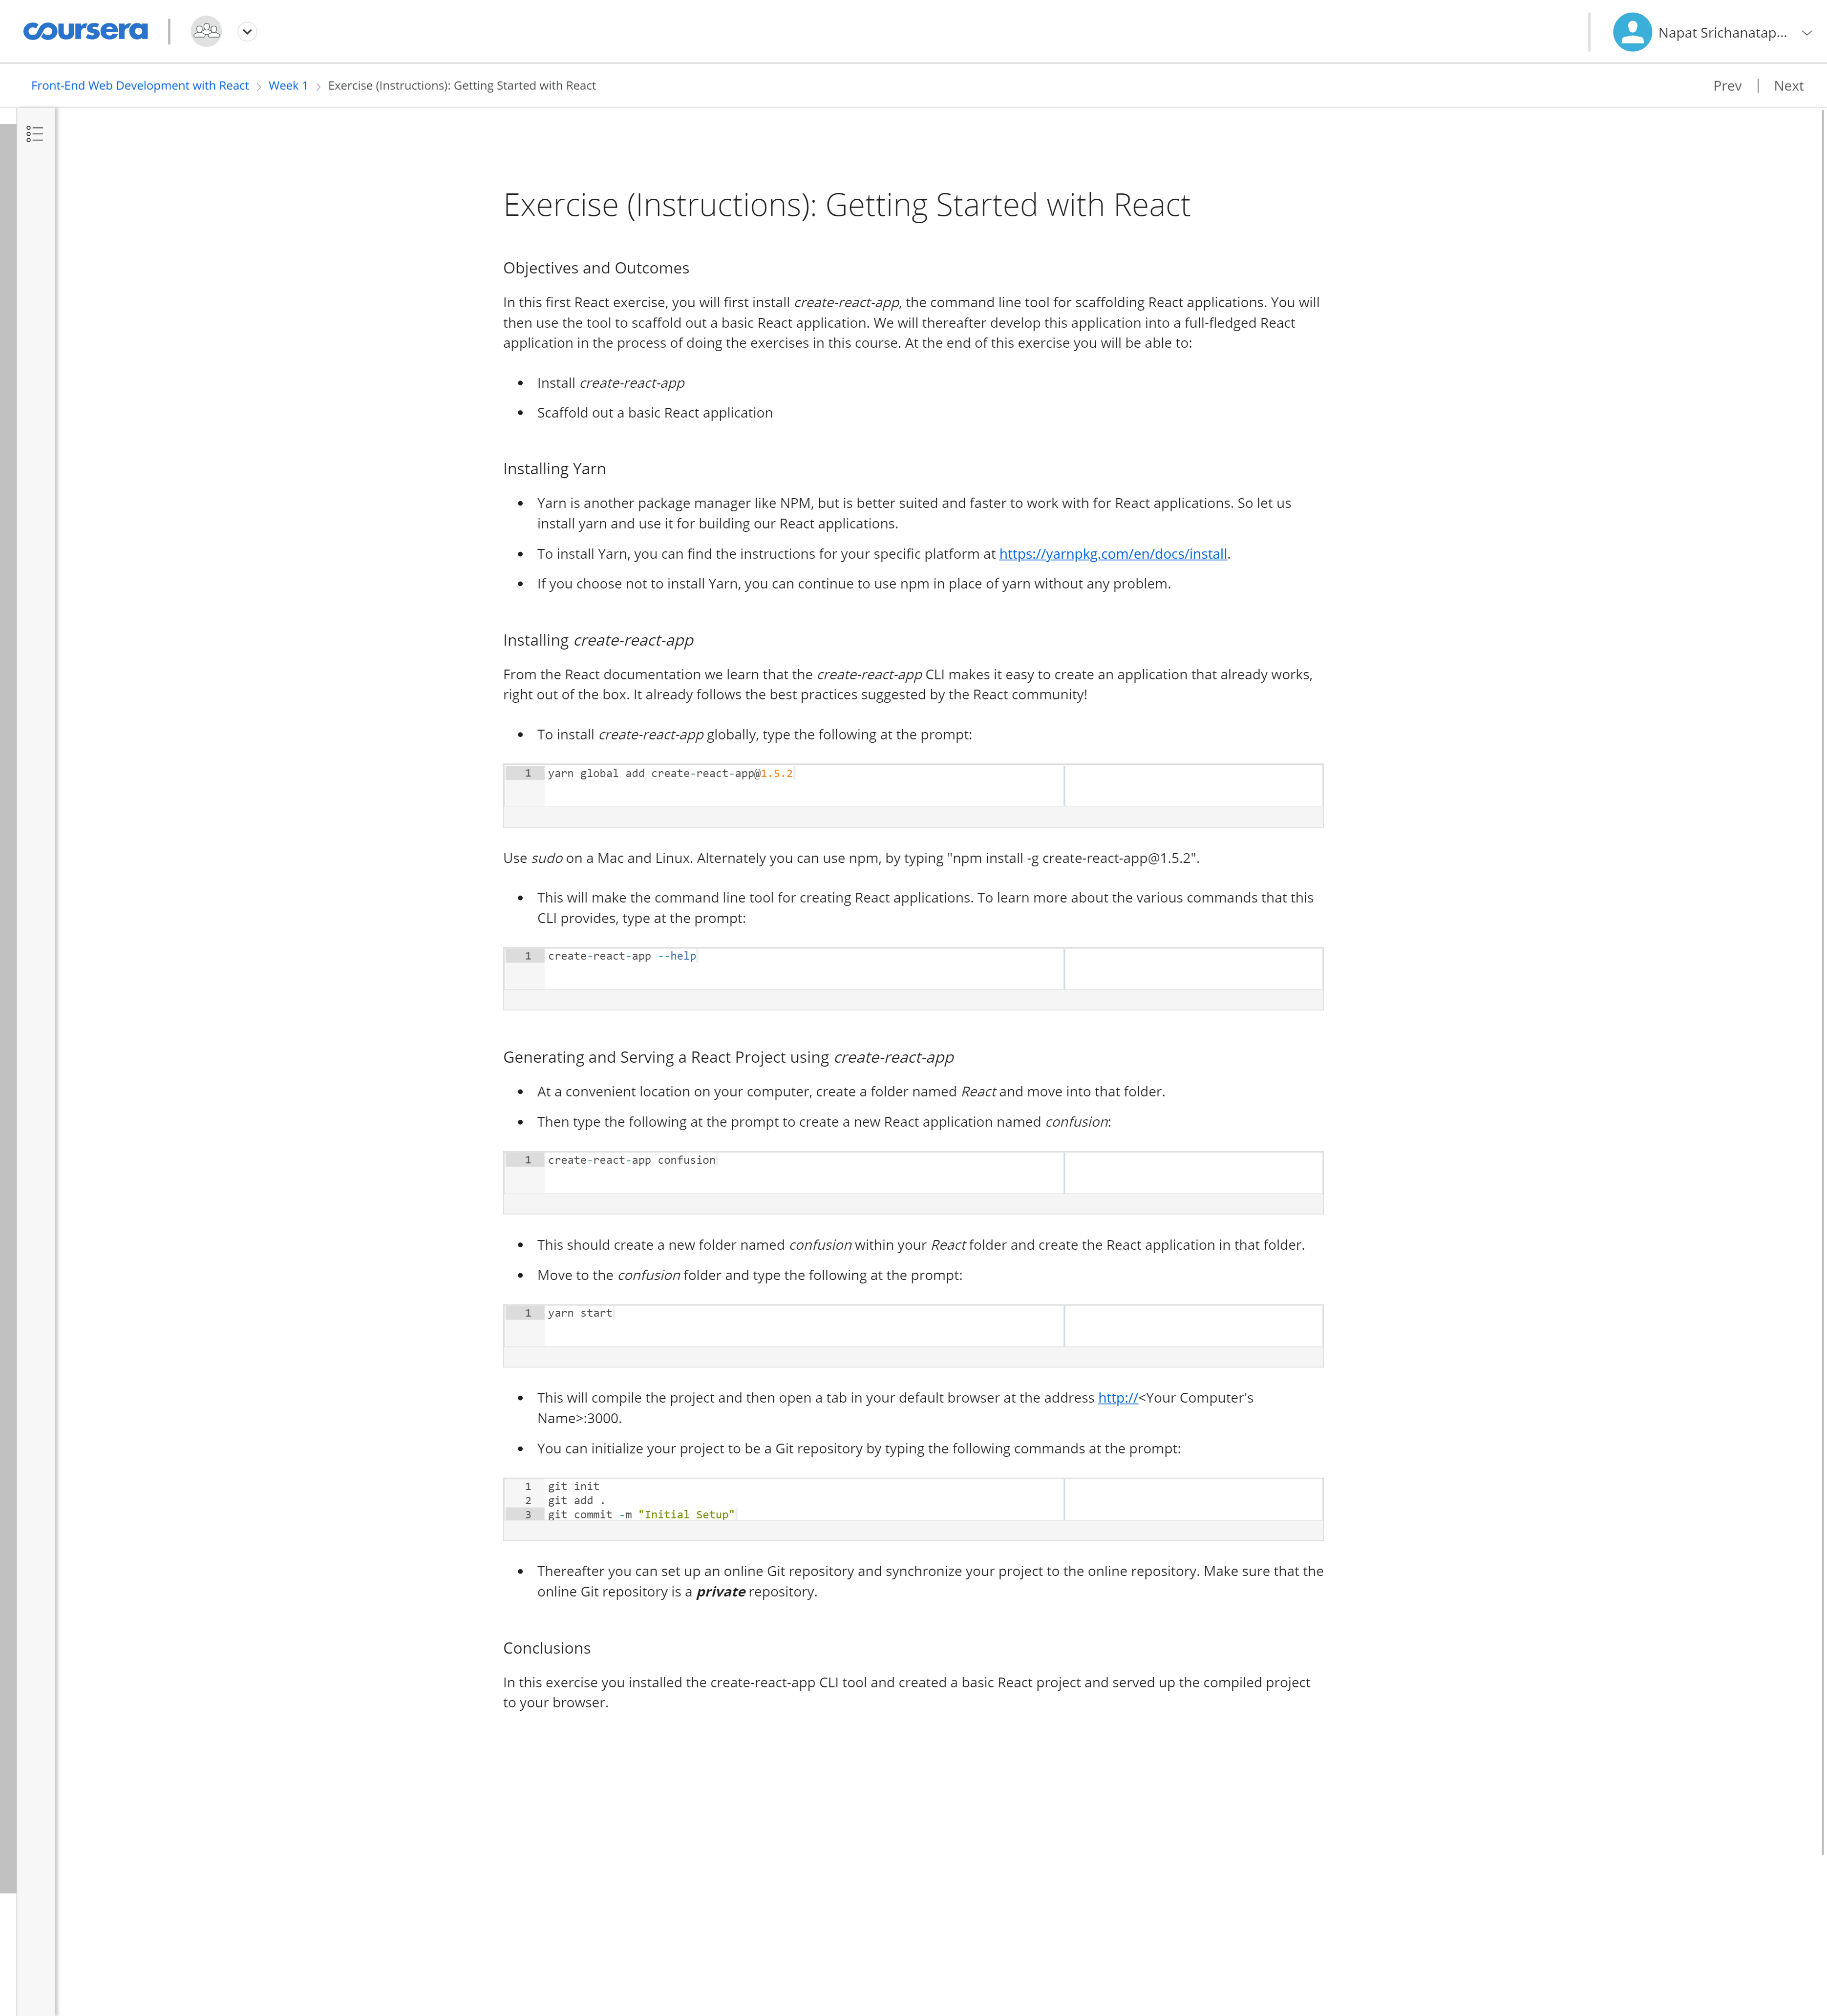 coursera
Napat Srichanatap...
Front-End Web Development with React > Week 1 > Exercise (Instructions): Getting Started with React
Prev | Next
Exercise (Instructions): Getting Started with React
Objectives and Outcomes
In this first React exercise, you will first install create-react-app, the command line tool for scaffolding React applications. You will
then use the tool to scaffold out a basic React application. We will thereafter develop this application into a full-fledged React
application in the process of doing the exercises in this course. At the end of this exercise you will be able to:
• Install create-react-app
• Scaffold out a basic React application
Installing Yarn
• Yarn is another package manager like NPM, but is better suited and faster to work with for React applications. So let us
install yarn and use it for building our React applications.
• To install Yarn, you can find the instructions for your specific platform at https://yarnpkg.com/en/docs/install.
• If you choose not to install Yarn, you can continue to use npm in place of yarn without any problem.
Installing create-react-app
From the React documentation we learn that the create-react-app CLI makes it easy to create an application that already works,
right out of the box. It already follows the best practices suggested by the React community!
• To install create-react-app globally, type the following at the prompt:
1 yarn global add create-react-app@1.5.2
Use sudo on a Mac and Linux. Alternately you can use npm, by typing "npm install -g create-react-app@1.5.2".
• This will make the command line tool for creating React applications. To learn more about the various commands that this
CLI provides, type at the prompt:
1 create-react-app --help
Generating and Serving a React Project using create-react-app
• At a convenient location on your computer, create a folder named React and move into that folder.
• Then type the following at the prompt to create a new React application named confusion:
1 create-react-app confusion
• This should create a new folder named confusion within your React folder and create the React application in that folder.
• Move to the confusion folder and type the following at the prompt:
1 yarn start
• This will compile the project and then open a tab in your default browser at the address http://<Your Computer's
Name>:3000.
• You can initialize your project to be a Git repository by typing the following commands at the prompt:
1 git init
2 git add .
3 git commit -m "Initial Setup"
• Thereafter you can set up an online Git repository and synchronize your project to the online repository. Make sure that the
online Git repository is a private repository.
Conclusions
In this exercise you installed the create-react-app CLI tool and created a basic React project and served up the compiled project
to your browser.